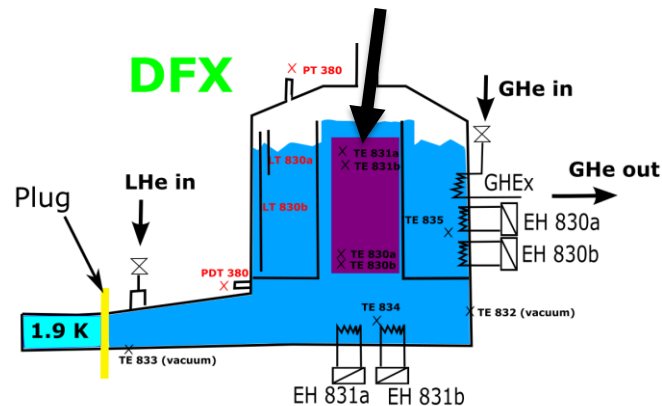 DFX
PT 380
GHe in
LHe in
Plug
LT 830a
LT 830b
TE 831a
TE 831b
GHEx
GHe out
TE 835
EH 830a
EH 830b
TE 830a
TE 830b
PDT 380
TE 834
TE 832 (vacuum)
1.9 K
TE 833 (vacuum)
EH 831a
EH 831b